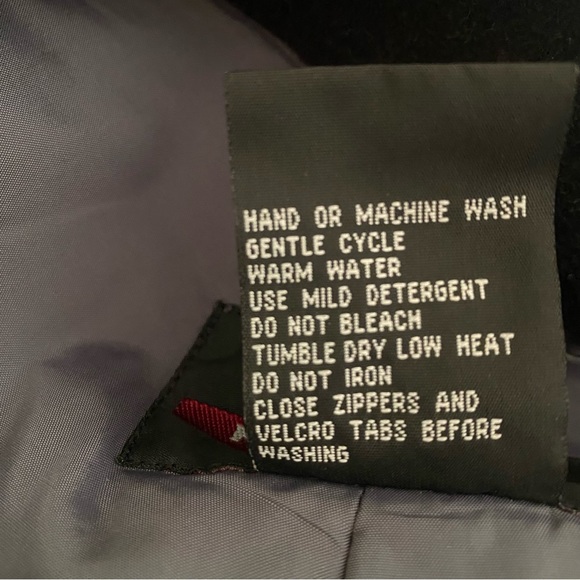 HAND OR MACHINE WASH
GENTLE CYCLE
WARM WATER
USE MILD DETERGENT
DO NOT BLEACH
TUMBLE DRY LOW HEAT
DO NOT IRON
CLOSE ZIPPERS AND
VELCRO TABS BEFORE
WASHING